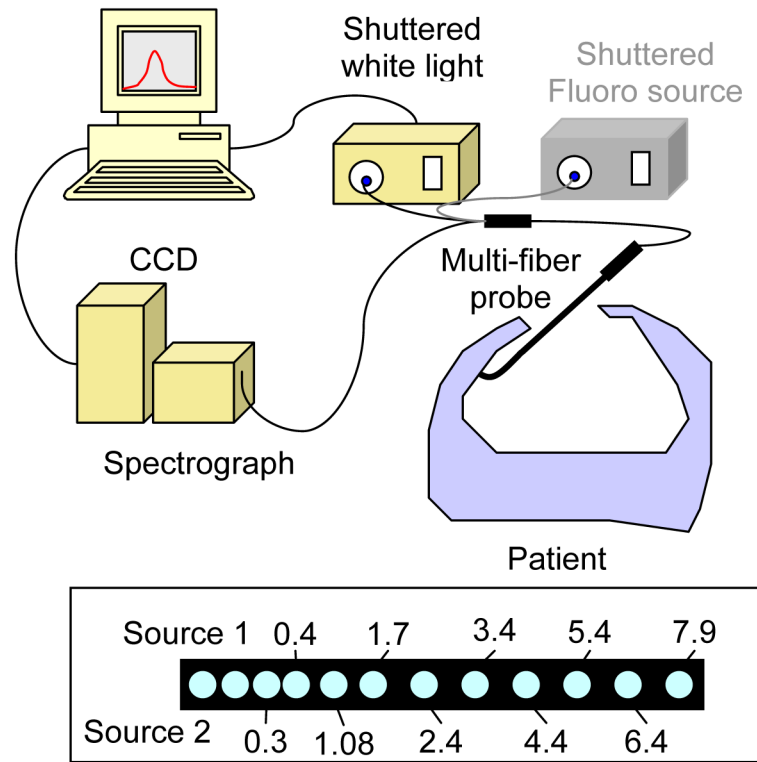 Shuttered
white light
Shuttered
Fluoro source
CCD
Multi-fiber
probe
Spectrograph
Patient
Source 1 0.4 1.7 3.4 5.4 7.9
Source 2 0.3 1.08 2.4 4.4 6.4